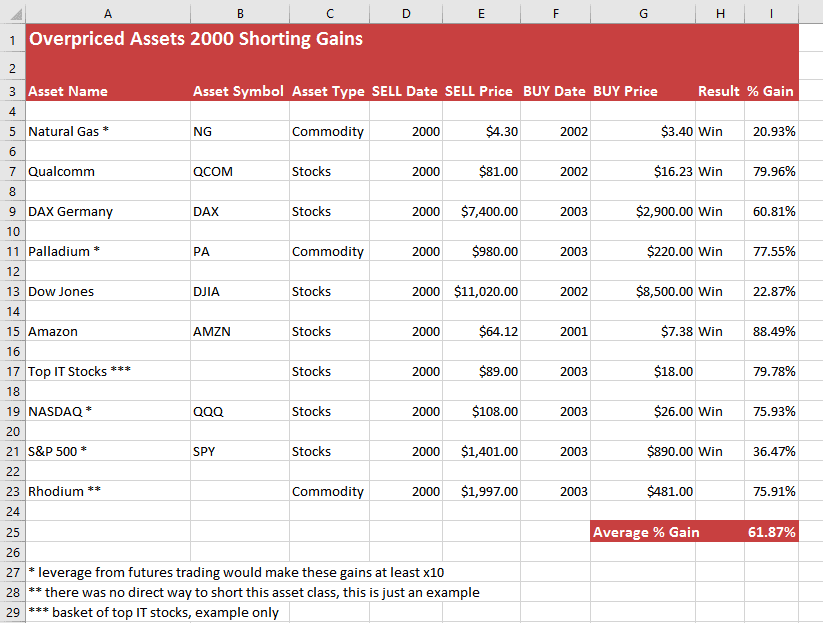 A B C D E F G H I
1 Overpriced Assets 2000 Shorting Gains
2
3 Asset Name Asset Symbol Asset Type SELL Date SELL Price BUY Date BUY Price Result % Gain
4
5 Natural Gas * NG Commodity 2000 $4.30 2002 $3.40 Win 20.93%
6
7 Qualcomm QCOM Stocks 2000 $81.00 2002 $16.23 Win 79.96%
8
9 DAX Germany DAX Stocks 2000 $7,400.00 2003 $2,900.00 Win 60.81%
10
11 Palladium * PA Commodity 2000 $980.00 2003 $220.00 Win 77.55%
12
13 Dow Jones DJIA Stocks 2000 $11,020.00 2002 $8,500.00 Win 22.87%
14
15 Amazon AMZN Stocks 2000 $64.12 2001 $7.38 Win 88.49%
16
17 Top IT Stocks *** Stocks 2000 $89.00 2003 $18.00 79.78%
18
19 NASDAQ * QQQ Stocks 2000 $108.00 2003 $26.00 Win 75.93%
20
21 S&P 500 * SPY Stocks 2000 $1,401.00 2003 $890.00 Win 36.47%
22
23 Rhodium ** Commodity 2000 $1,997.00 2003 $481.00 75.91%
24
25 Average % Gain 61.87%
26
27 * leverage from futures trading would make these gains at least x10
28 ** there was no direct way to short this asset class, this is just an example
29 *** basket of top IT stocks, example only